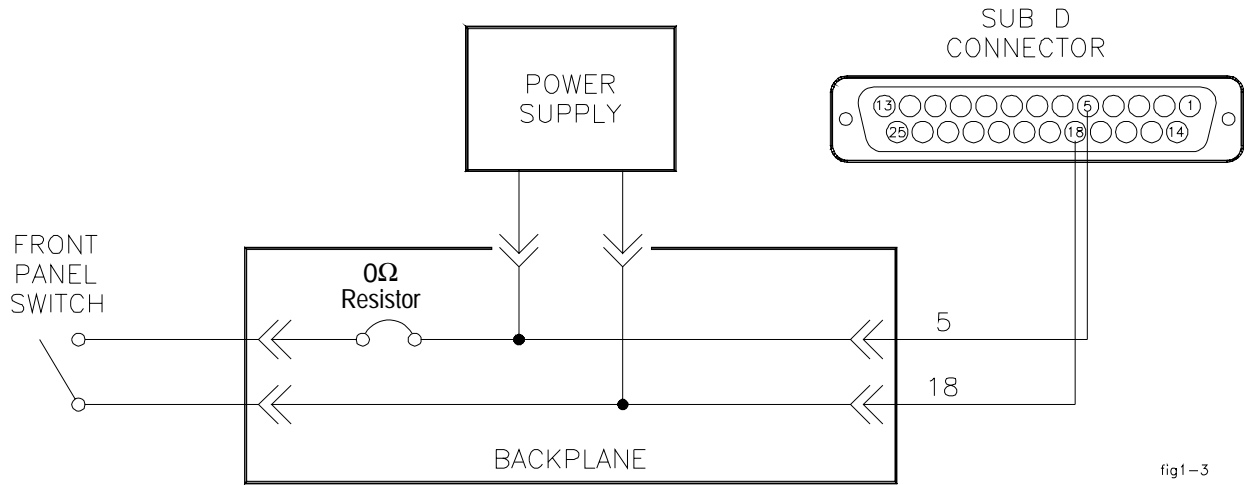 SUB D
CONNECTOR
POWER
SUPPLY
13
5
1
25
18
14
FRONT
PANEL
SWITCH
0Ω
Resistor
5
18
BACKPLANE
fig1-3